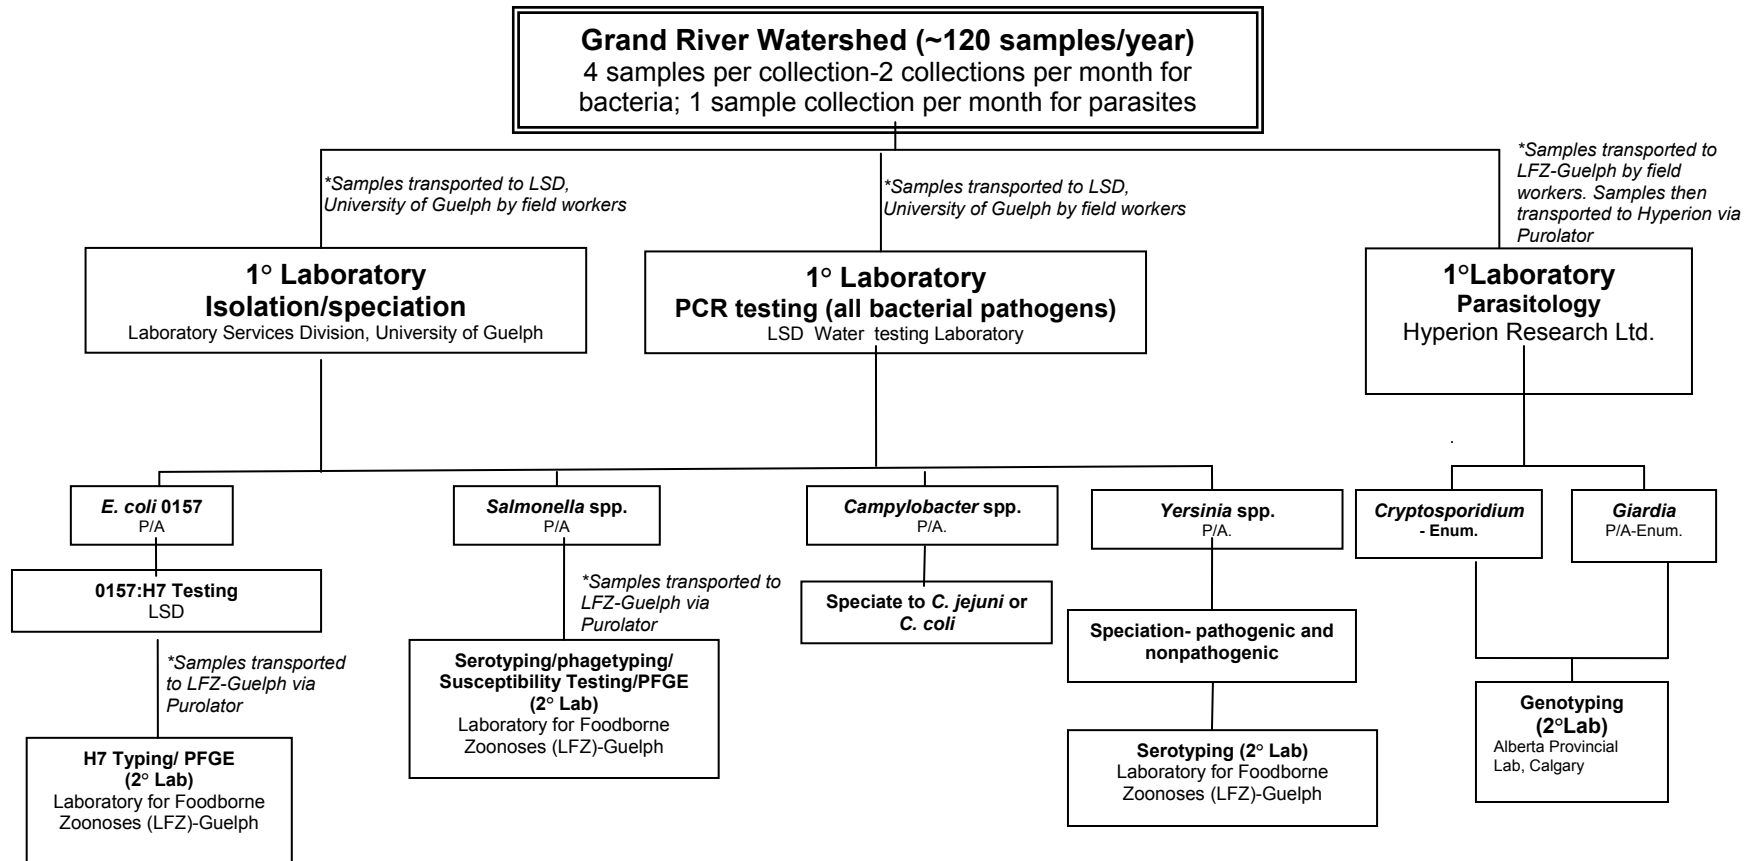 Grand River Watershed (~120 samples/year)
4 samples per collection-2 collections per month for
bacteria; 1 sample collection per month for parasites
*Samples transported to LSD,
University of Guelph by field workers
*Samples transported to LSD,
University of Guelph by field workers
*Samples transported to
LFZ-Guelph by field
workers. Samples then
transported to Hyperion via
Purolator
1° Laboratory
Isolation/speciation
Laboratory Services Division, University of Guelph
1° Laboratory
PCR testing (all bacterial pathogens)
LSD Water testing Laboratory
1°Laboratory
Parasitology
Hyperion Research Ltd.
E. coli 0157
P/A
Salmonella spp.
P/A
Campylobacter spp.
P/A.
Yersinia spp.
P/A.
Cryptosporidium
- Enum.
Giardia
P/A-Enum.
0157:H7 Testing
LSD
*Samples transported to
LFZ-Guelph via
Purolator
Speciate to C. jejuni or
C. coli
Speciation- pathogenic and
nonpathogenic
*Samples transported
to LFZ-Guelph via
Purolator
Serotyping/phagetyping/
Susceptibility Testing/PFGE
(2° Lab)
Laboratory for Foodborne
Zoonoses (LFZ)-Guelph
Genotyping
(2°Lab)
Alberta Provincial
Lab, Calgary
H7 Typing/ PFGE
(2° Lab)
Laboratory for Foodborne
Zoonoses (LFZ)-Guelph
Serotyping (2° Lab)
Laboratory for Foodborne
Zoonoses (LFZ)-Guelph